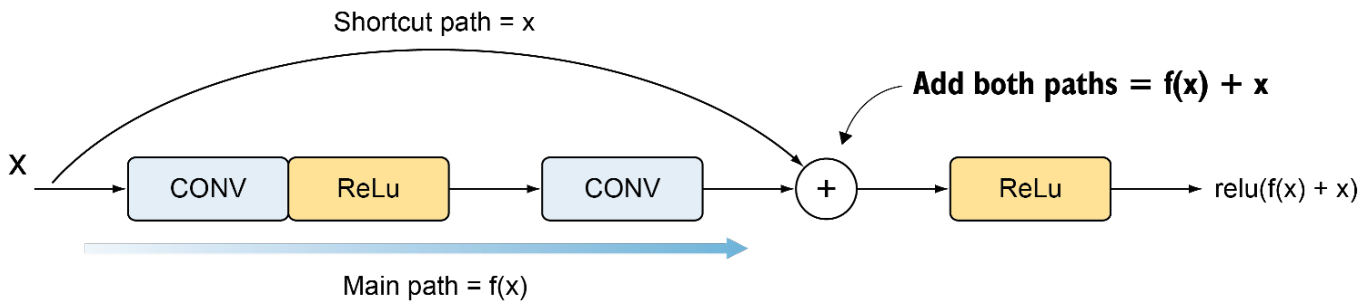 Shortcut path = x
Add both paths = f(x) + x
X
CONV
ReLu
CONV
+
ReLu
relu(f(x) + x)
Main path = f(x)